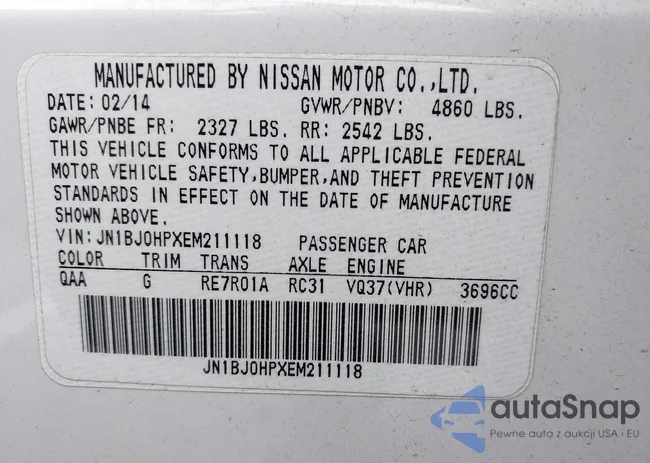 MANUFACTURED BY NISSAN MOTOR CO.,LTD.
DATE: 02/14 GVWR/PNBV: 4860 LBS.
GAWR/PNBE FR: 2327 LBS. RR: 2542 LBS.
THIS VEHICLE CONFORMS TO ALL APPLICABLE FEDERAL
MOTOR VEHICLE SAFETY,BUMPER,AND THEFT PREVENTION
STANDARDS IN EFFECT ON THE DATE OF MANUFACTURE
SHOWN ABOVE.
VIN:JN1BJ0HPXEM211118 PASSENGER CAR
COLOR TRIM TRANS AXLE ENGINE
QAA G RE7R01A RC31 VQ37(VHR) 3696CC
JN1BJ0HPXEM211118
autoSnap
Pewne auta z aukcji USA i EU